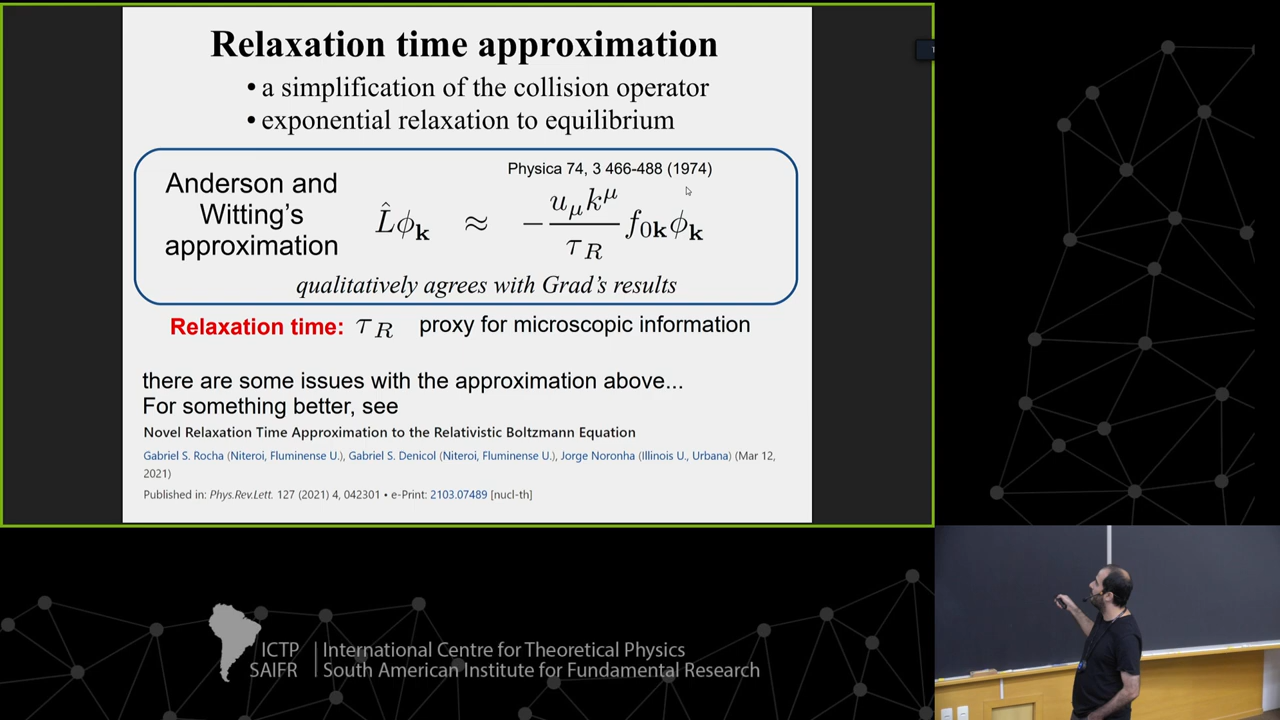 Relaxation time approximation
• a simplification of the collision operator
• exponential relaxation to equilibrium
Physica 74, 3 466-488 (1974)
Anderson and
Witting's
approximation
L̂ϕ_𝐤 ≈ − (u_μ k^μ / τ_R) f_{0𝐤} ϕ_𝐤
qualitatively agrees with Grad's results
Relaxation time: τ_R proxy for microscopic information
there are some issues with the approximation above...
For something better, see
Novel Relaxation Time Approximation to the Relativistic Boltzmann Equation
Gabriel S. Rocha (Niteroi, Fluminense U.), Gabriel S. Denicol (Niteroi, Fluminense U.), Jorge Noronha (Illinois U., Urbana) (Mar 12,
2021)
Published in: Phys.Rev.Lett. 127 (2021) 4, 042301 • e-Print: 2103.07489 [nucl-th]
ICTP
SAIFR
International Centre for Theoretical Physics
South American Institute for Fundamental Research